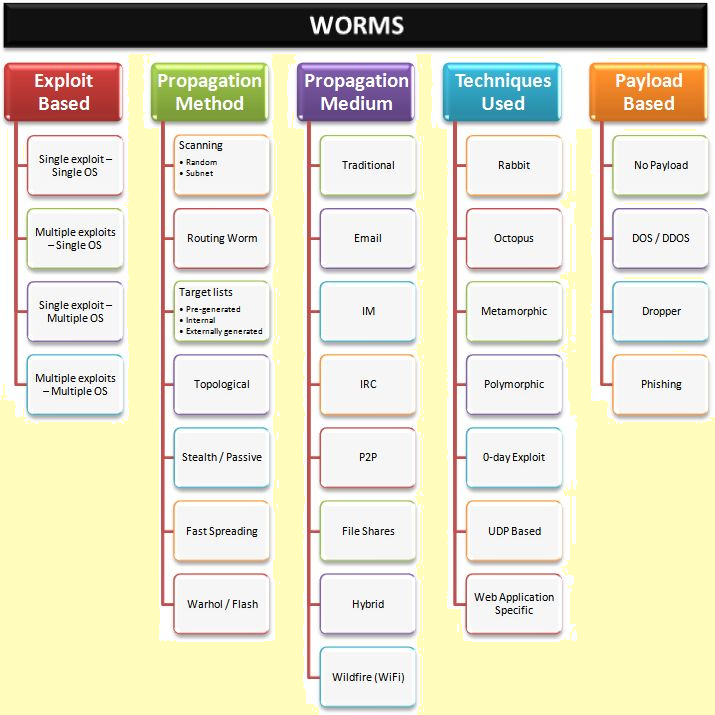 WORMS
Exploit
Based
Single exploit –
Single OS
Multiple exploits
– Single OS
Single exploit –
Multiple OS
Multiple exploits
– Multiple OS
Propagation
Method
Scanning
• Random
• Subnet
Routing Worm
Target lists
• Pre-generated
• Internal
• Externally generated
Topological
Stealth / Passive
Fast Spreading
Warhol / Flash
Propagation
Medium
Traditional
Email
IM
IRC
P2P
File Shares
Hybrid
Wildfire (WiFi)
Techniques
Used
Rabbit
Octopus
Metamorphic
Polymorphic
0-day Exploit
UDP Based
Web Application
Specific
Payload
Based
No Payload
DOS / DDOS
Dropper
Phishing